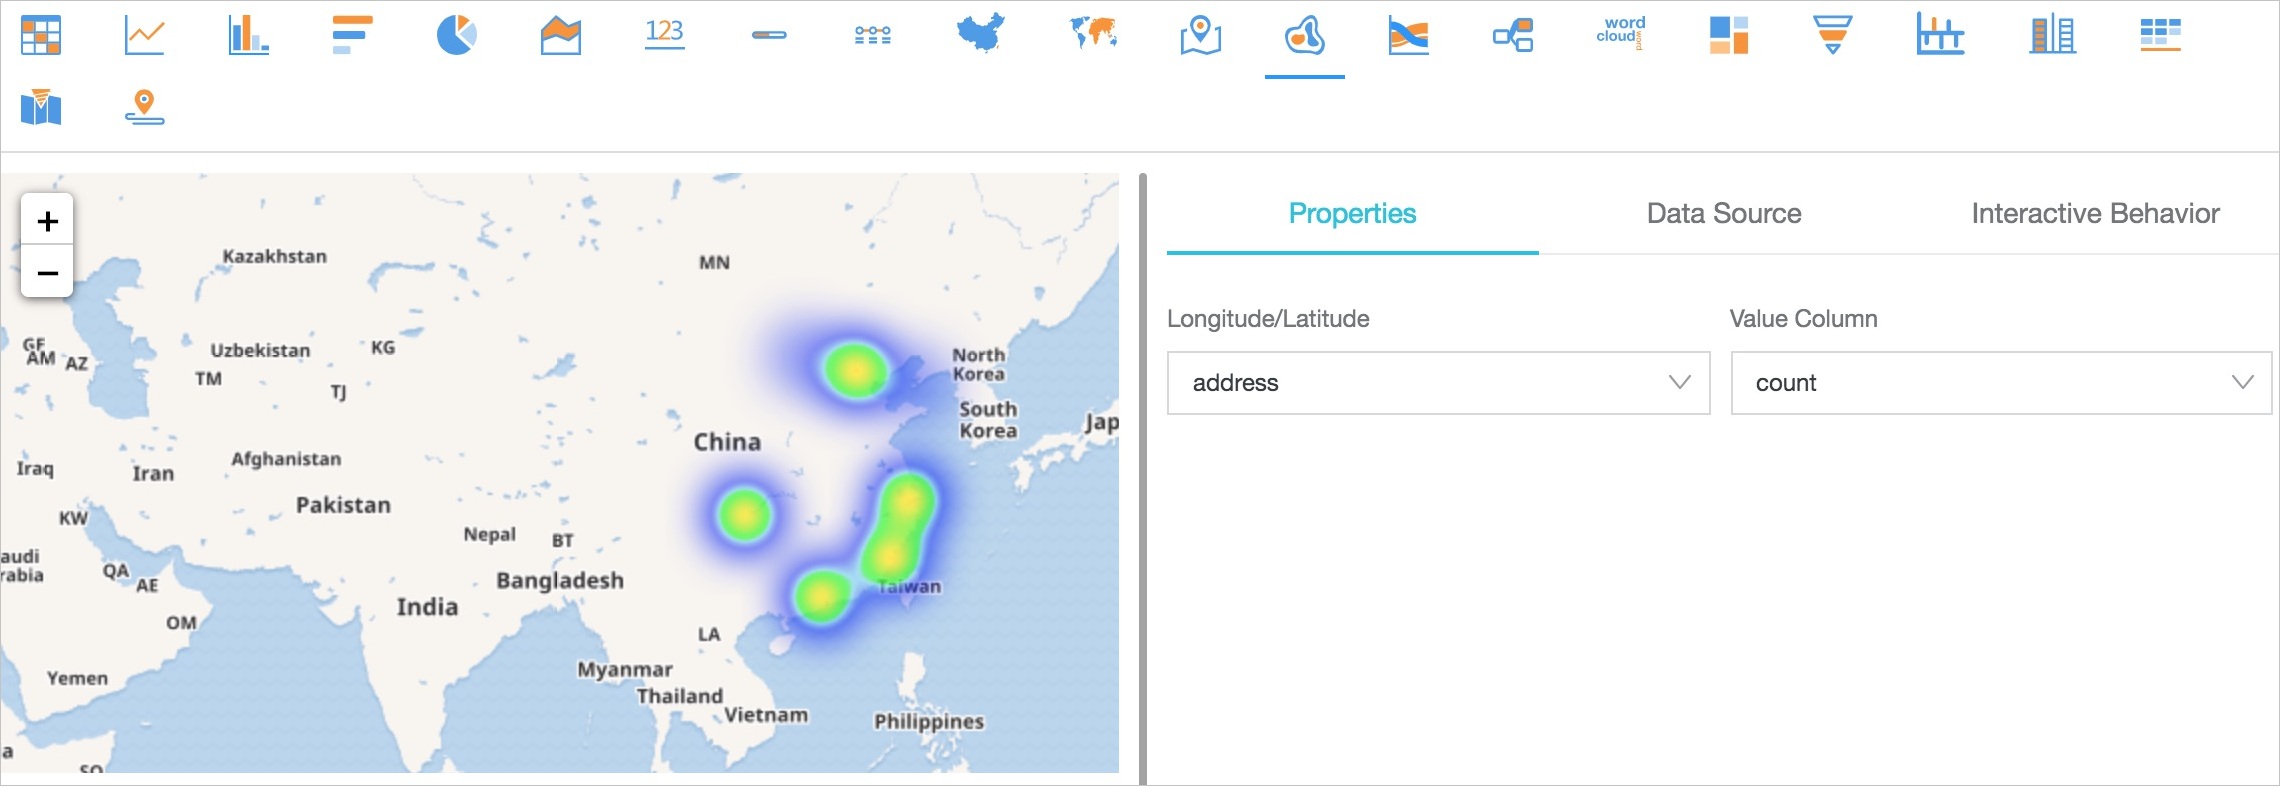 123
word
cloud
word
+
−
Properties
Data Source
Interactive Behavior
Longitude/Latitude
Value Column
address
count
Kazakhstan
MN
GE
AM
AZ
Uzbekistan
KG
TM
TJ
North
Korea
South
Korea
Jap
China
Iraq
Iran
Afghanistan
Pakistan
KW
Nepal
BT
audi
rabia
QA
AE
Bangladesh
Taiwan
India
OM
LA
Yemen
Myanmar
Thailand
Vietnam
Philippines
a
SO